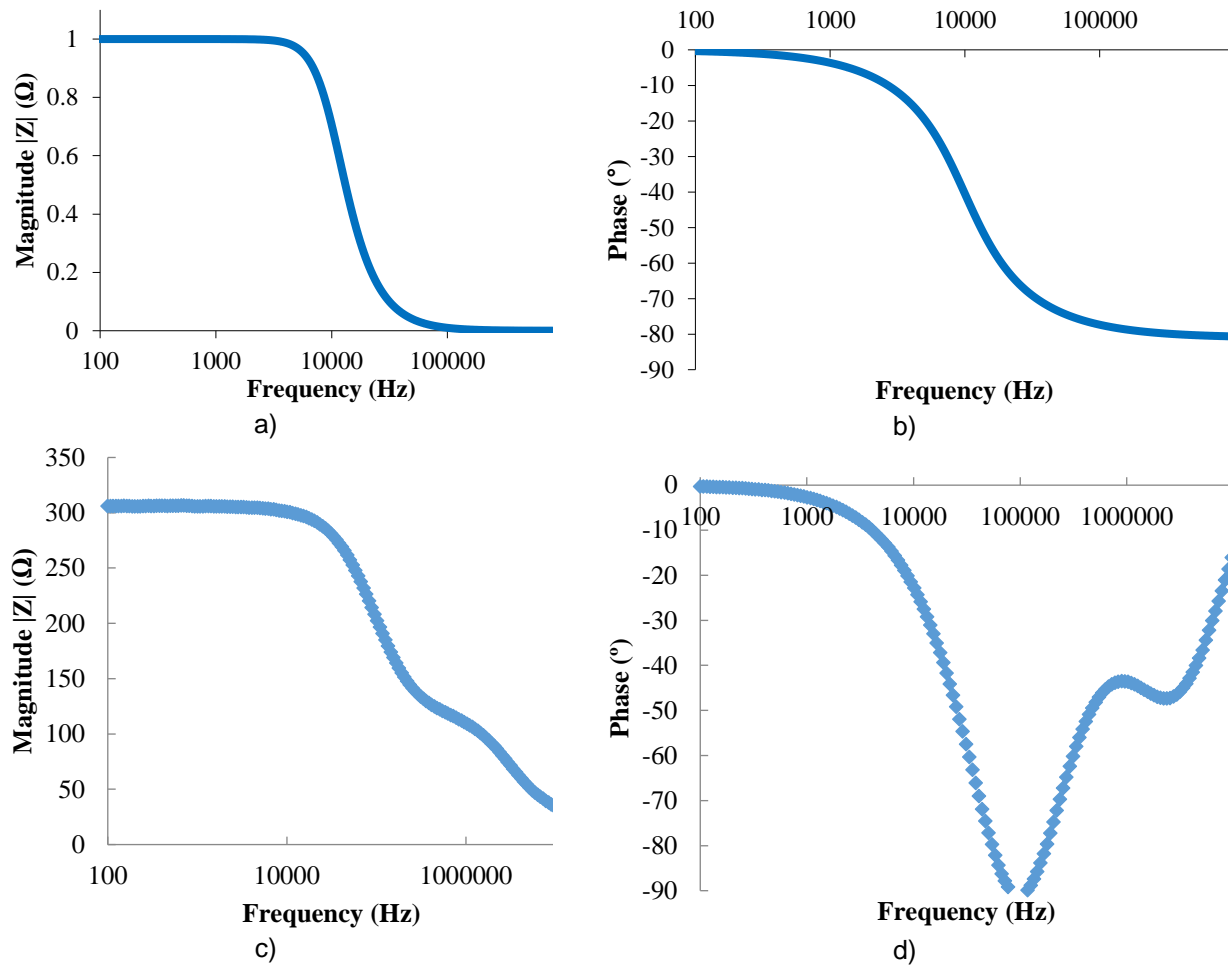 Magnitude |Z| (Ω)
1
0.8
0.6
0.4
0.2
0
100 1000 10000 100000
Frequency (Hz)
a)
100 1000 10000 100000
Phase (°)
0
-10
-20
-30
-40
-50
-60
-70
-80
-90
Frequency (Hz)
b)
Magnitude |Z| (Ω)
350
300
250
200
150
100
50
0
100 10000 1000000
Frequency (Hz)
c)
Phase (º)
0
100 1000 10000 100000 1000000
-10
-20
-30
-40
-50
-60
-70
-80
-90
Frequency (Hz)
d)